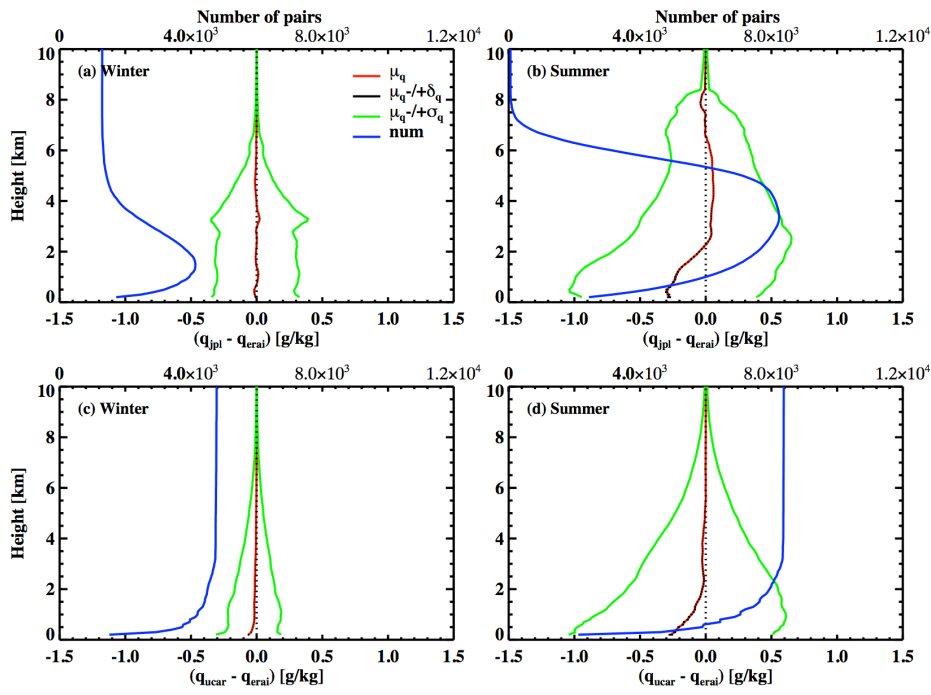 Number of pairs Number of pairs
0 4.0×10³ 8.0×10³ 1.2×10⁴ 0 4.0×10³ 8.0×10³ 1.2×10⁴
10 (a) Winter μq 10 (b) Summer
μq-/+δq
8 μq-/+σq 8
num
6 6
Height [km] Height [km]
4 4
2 2
0 0
-1.5 -1.0 -0.5 0.0 0.5 1.0 1.5 -1.5 -1.0 -0.5 0.0 0.5 1.0 1.5
(qjpl - qerai) [g/kg] (qjpl - qerai) [g/kg]
0 4.0×10³ 8.0×10³ 1.2×10⁴ 0 4.0×10³ 8.0×10³ 1.2×10⁴
10 (c) Winter 10 (d) Summer
8 8
6 6
Height [km] Height [km]
4 4
2 2
0 0
-1.5 -1.0 -0.5 0.0 0.5 1.0 1.5 -1.5 -1.0 -0.5 0.0 0.5 1.0 1.5
(qucar - qerai) [g/kg] (qucar - qerai) [g/kg]